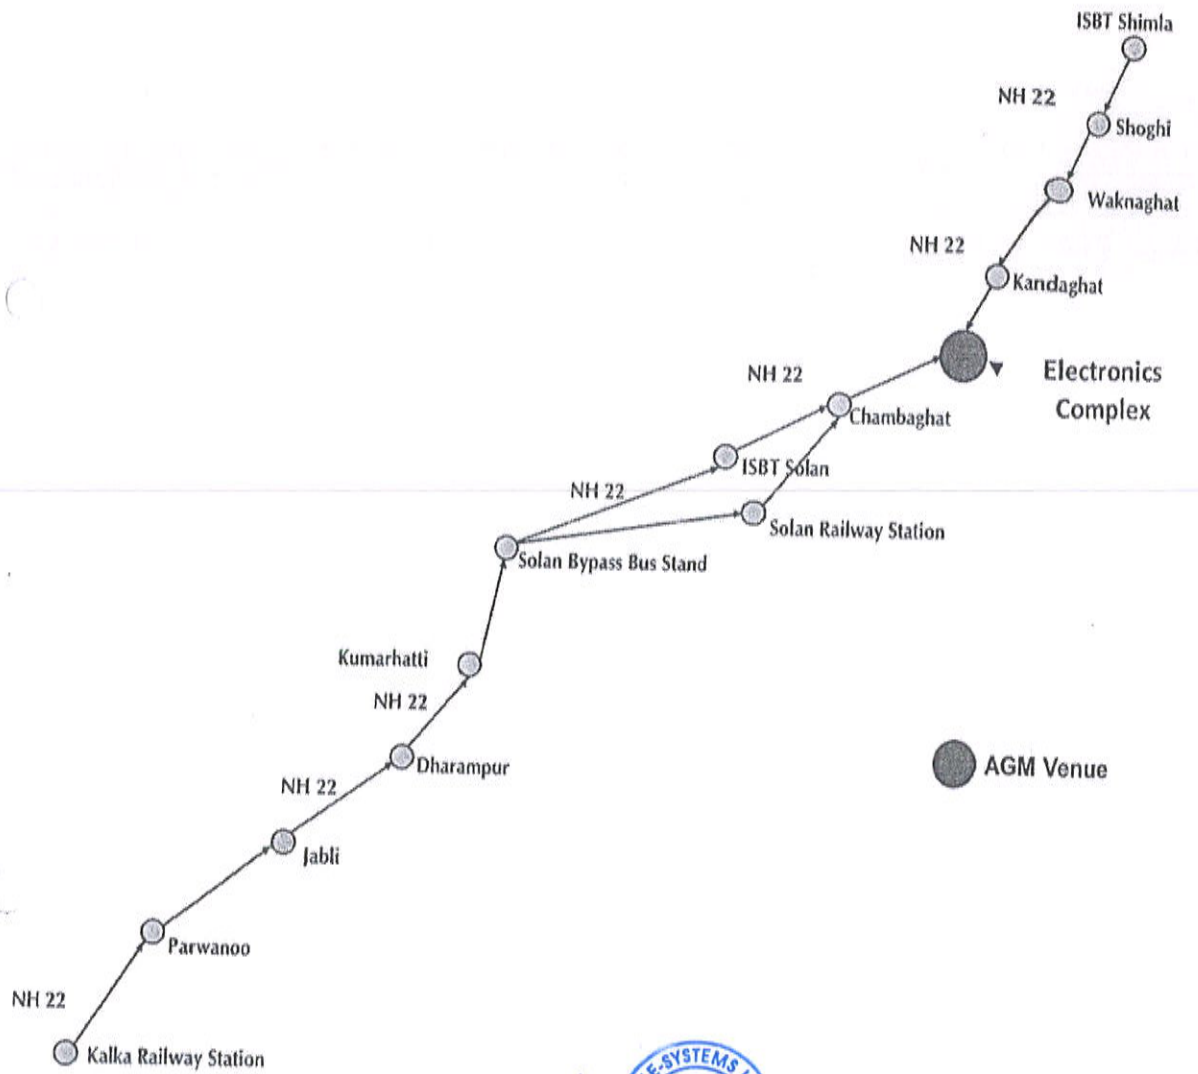 ISBT Shimla
NH 22
Shoghi
Waknaghat
NH 22
Kandaghat
NH 22
Electronics
Complex
Chambaghat
ISBT Solan
NH 22
Solan Railway Station
Solan Bypass Bus Stand
Kumarhatti
NH 22
Dharampur
AGM Venue
NH 22
Jabli
Parwanoo
NH 22
Kalka Railway Station
E-SYSTEMS